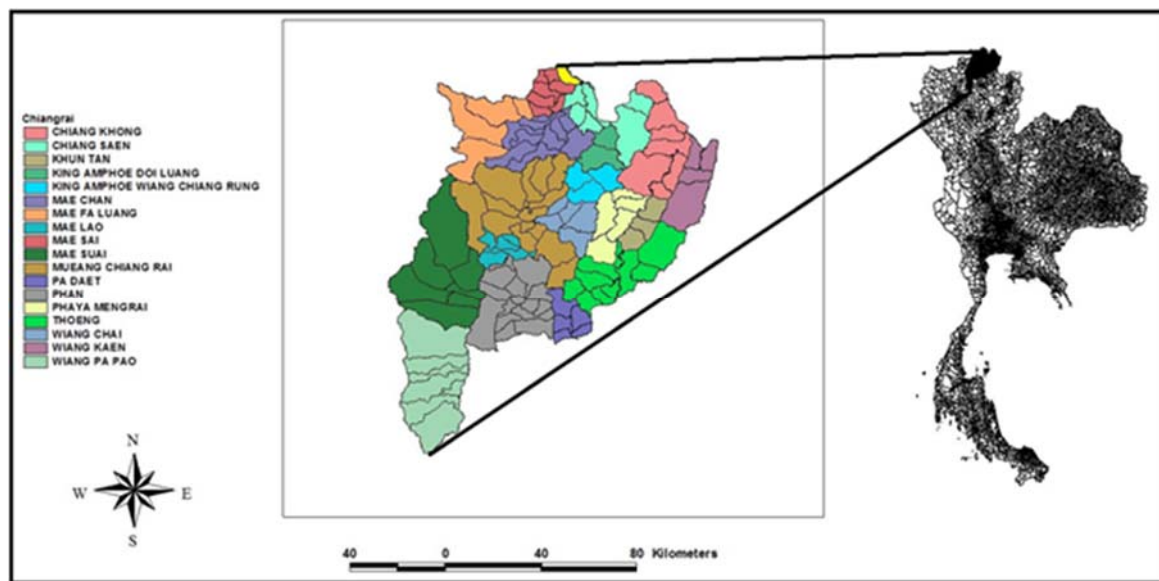 Chiangrai
CHIANG KHONG
CHIANG SAEN
KHUN TAN
KING AMPHOE DOI LUANG
KING AMPHOE WIANG CHIANG RUNG
MAE CHAN
MAE FA LUANG
MAE LAO
MAE SAI
MAE SUAI
MUEANG CHIANG RAI
PA DAET
PHAN
PHAYA MENGRAI
THOENG
WIANG CHAI
WIANG KAEN
WIANG PA PAO
N
W E
S
40 0 40 80 Kilometers